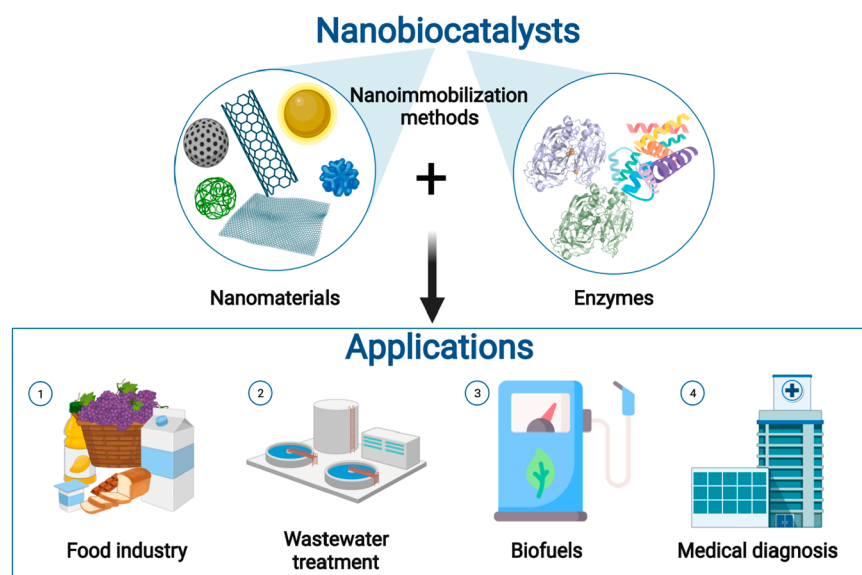 Nanobiocatalysts
Nanoimmobilization
methods
+
Nanomaterials
Enzymes
Applications
1
2
3
4
Food industry
Wastewater
treatment
Biofuels
Medical diagnosis